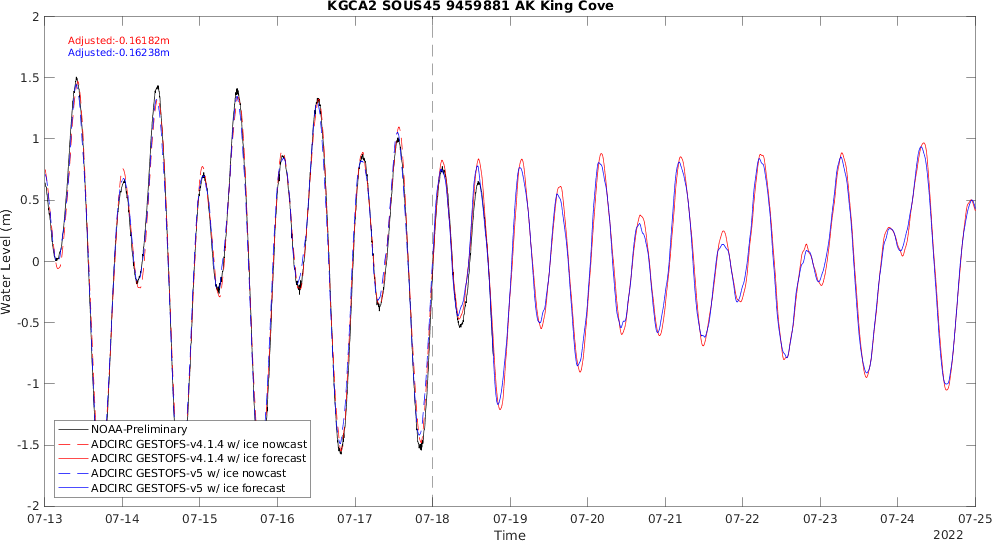 KGCA2 SOUS45 9459881 AK King Cove
Adjusted:-0.16182m
Adjusted:-0.16238m
2
1.5
1
0.5
0
-0.5
-1
-1.5
-2
Water Level (m)
NOAA-Preliminary
ADCIRC GESTOFS-v4.1.4 w/ ice nowcast
ADCIRC GESTOFS-v4.1.4 w/ ice forecast
ADCIRC GESTOFS-v5 w/ ice nowcast
ADCIRC GESTOFS-v5 w/ ice forecast
07-13 07-14 07-15 07-16 07-17 07-18 07-19 07-20 07-21 07-22 07-23 07-24 07-25
Time
2022